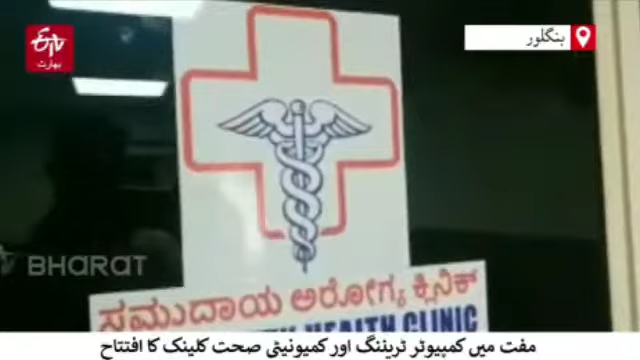 ETV
بھارت
بنگلور
BHARAT
ಸಮುದಾಯ ಆರೋಗ್ಯ ಕ್ಲಿನಿಕ್
HEALTH CLINIC
مفت میں کمپیوٹر ٹریننگ اور کمیونیٹی صحت کلینک کا افتتاح